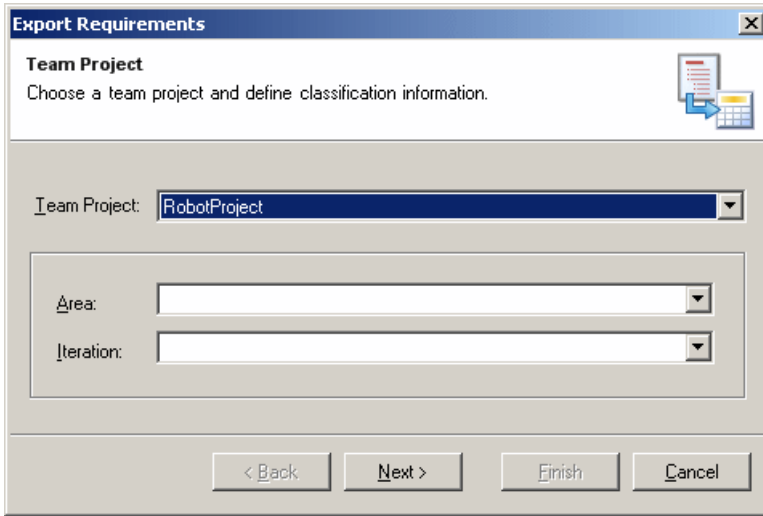 Export Requirements
Team Project
Choose a team project and define classification information.
Team Project: RobotProject
Area:
Iteration:
< Back Next > Finish Cancel